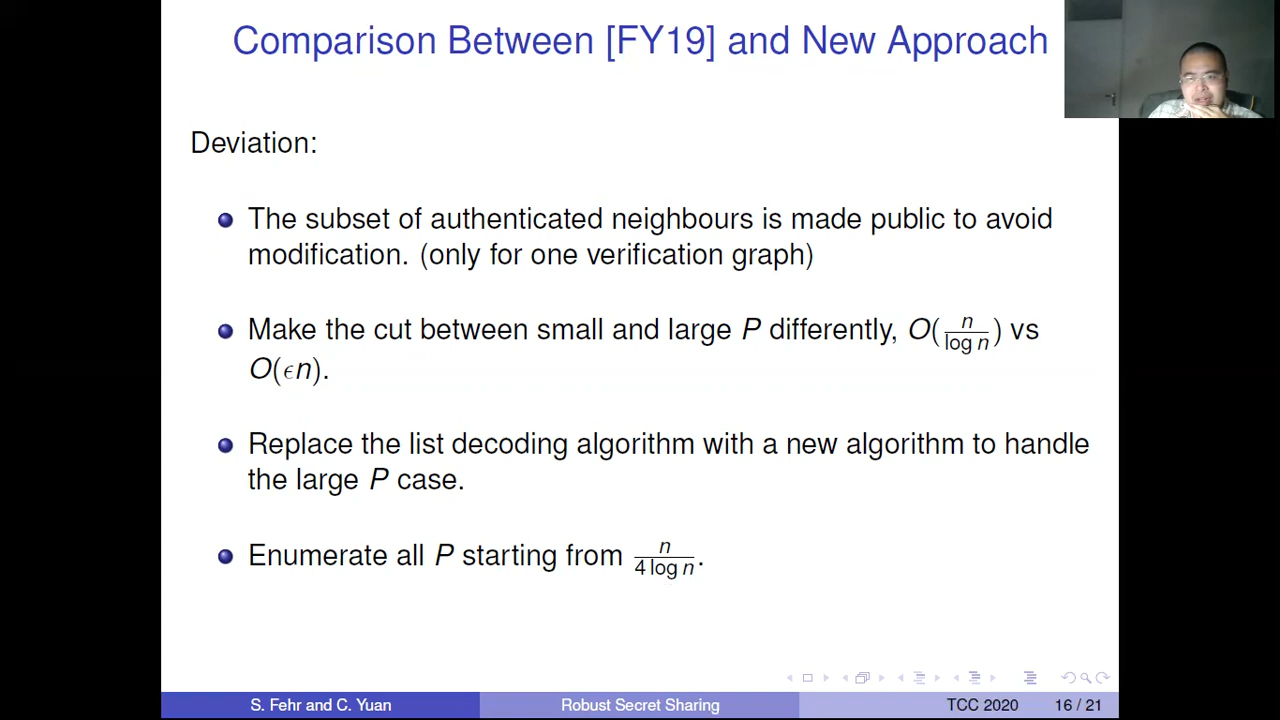 Comparison Between [FY19] and New Approach
Deviation:
The subset of authenticated neighbours is made public to avoid
modification. (only for one verification graph)
Make the cut between small and large P differently, O(n/log n) vs
O(ϵn).
Replace the list decoding algorithm with a new algorithm to handle
the large P case.
Enumerate all P starting from n/4 log n.
S. Fehr and C. Yuan
Robust Secret Sharing
TCC 2020
16 / 21